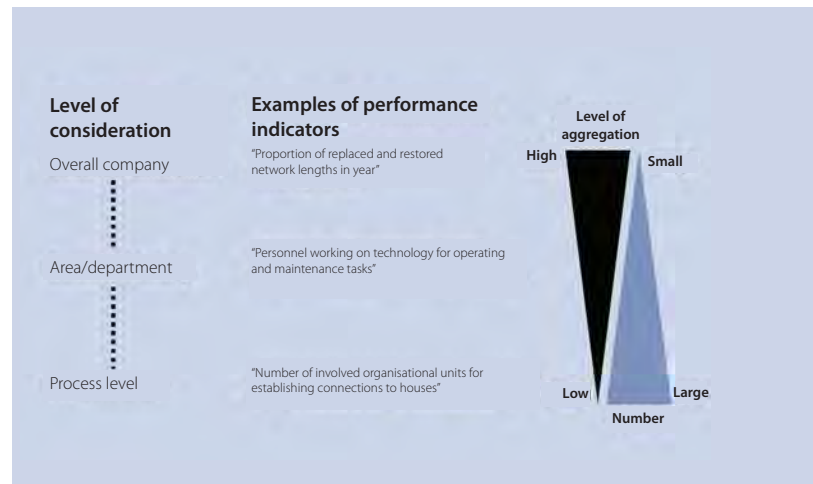 Level of
consideration
Overall company
Area/department
Process level
Examples of performance
indicators
“Proportion of replaced and restored
network lengths in year”
“Personnel working on technology for operating
and maintenance tasks”
“Number of involved organisational units for
establishing connections to houses”
Level of
aggregation
High
Small
Low
Large
Number